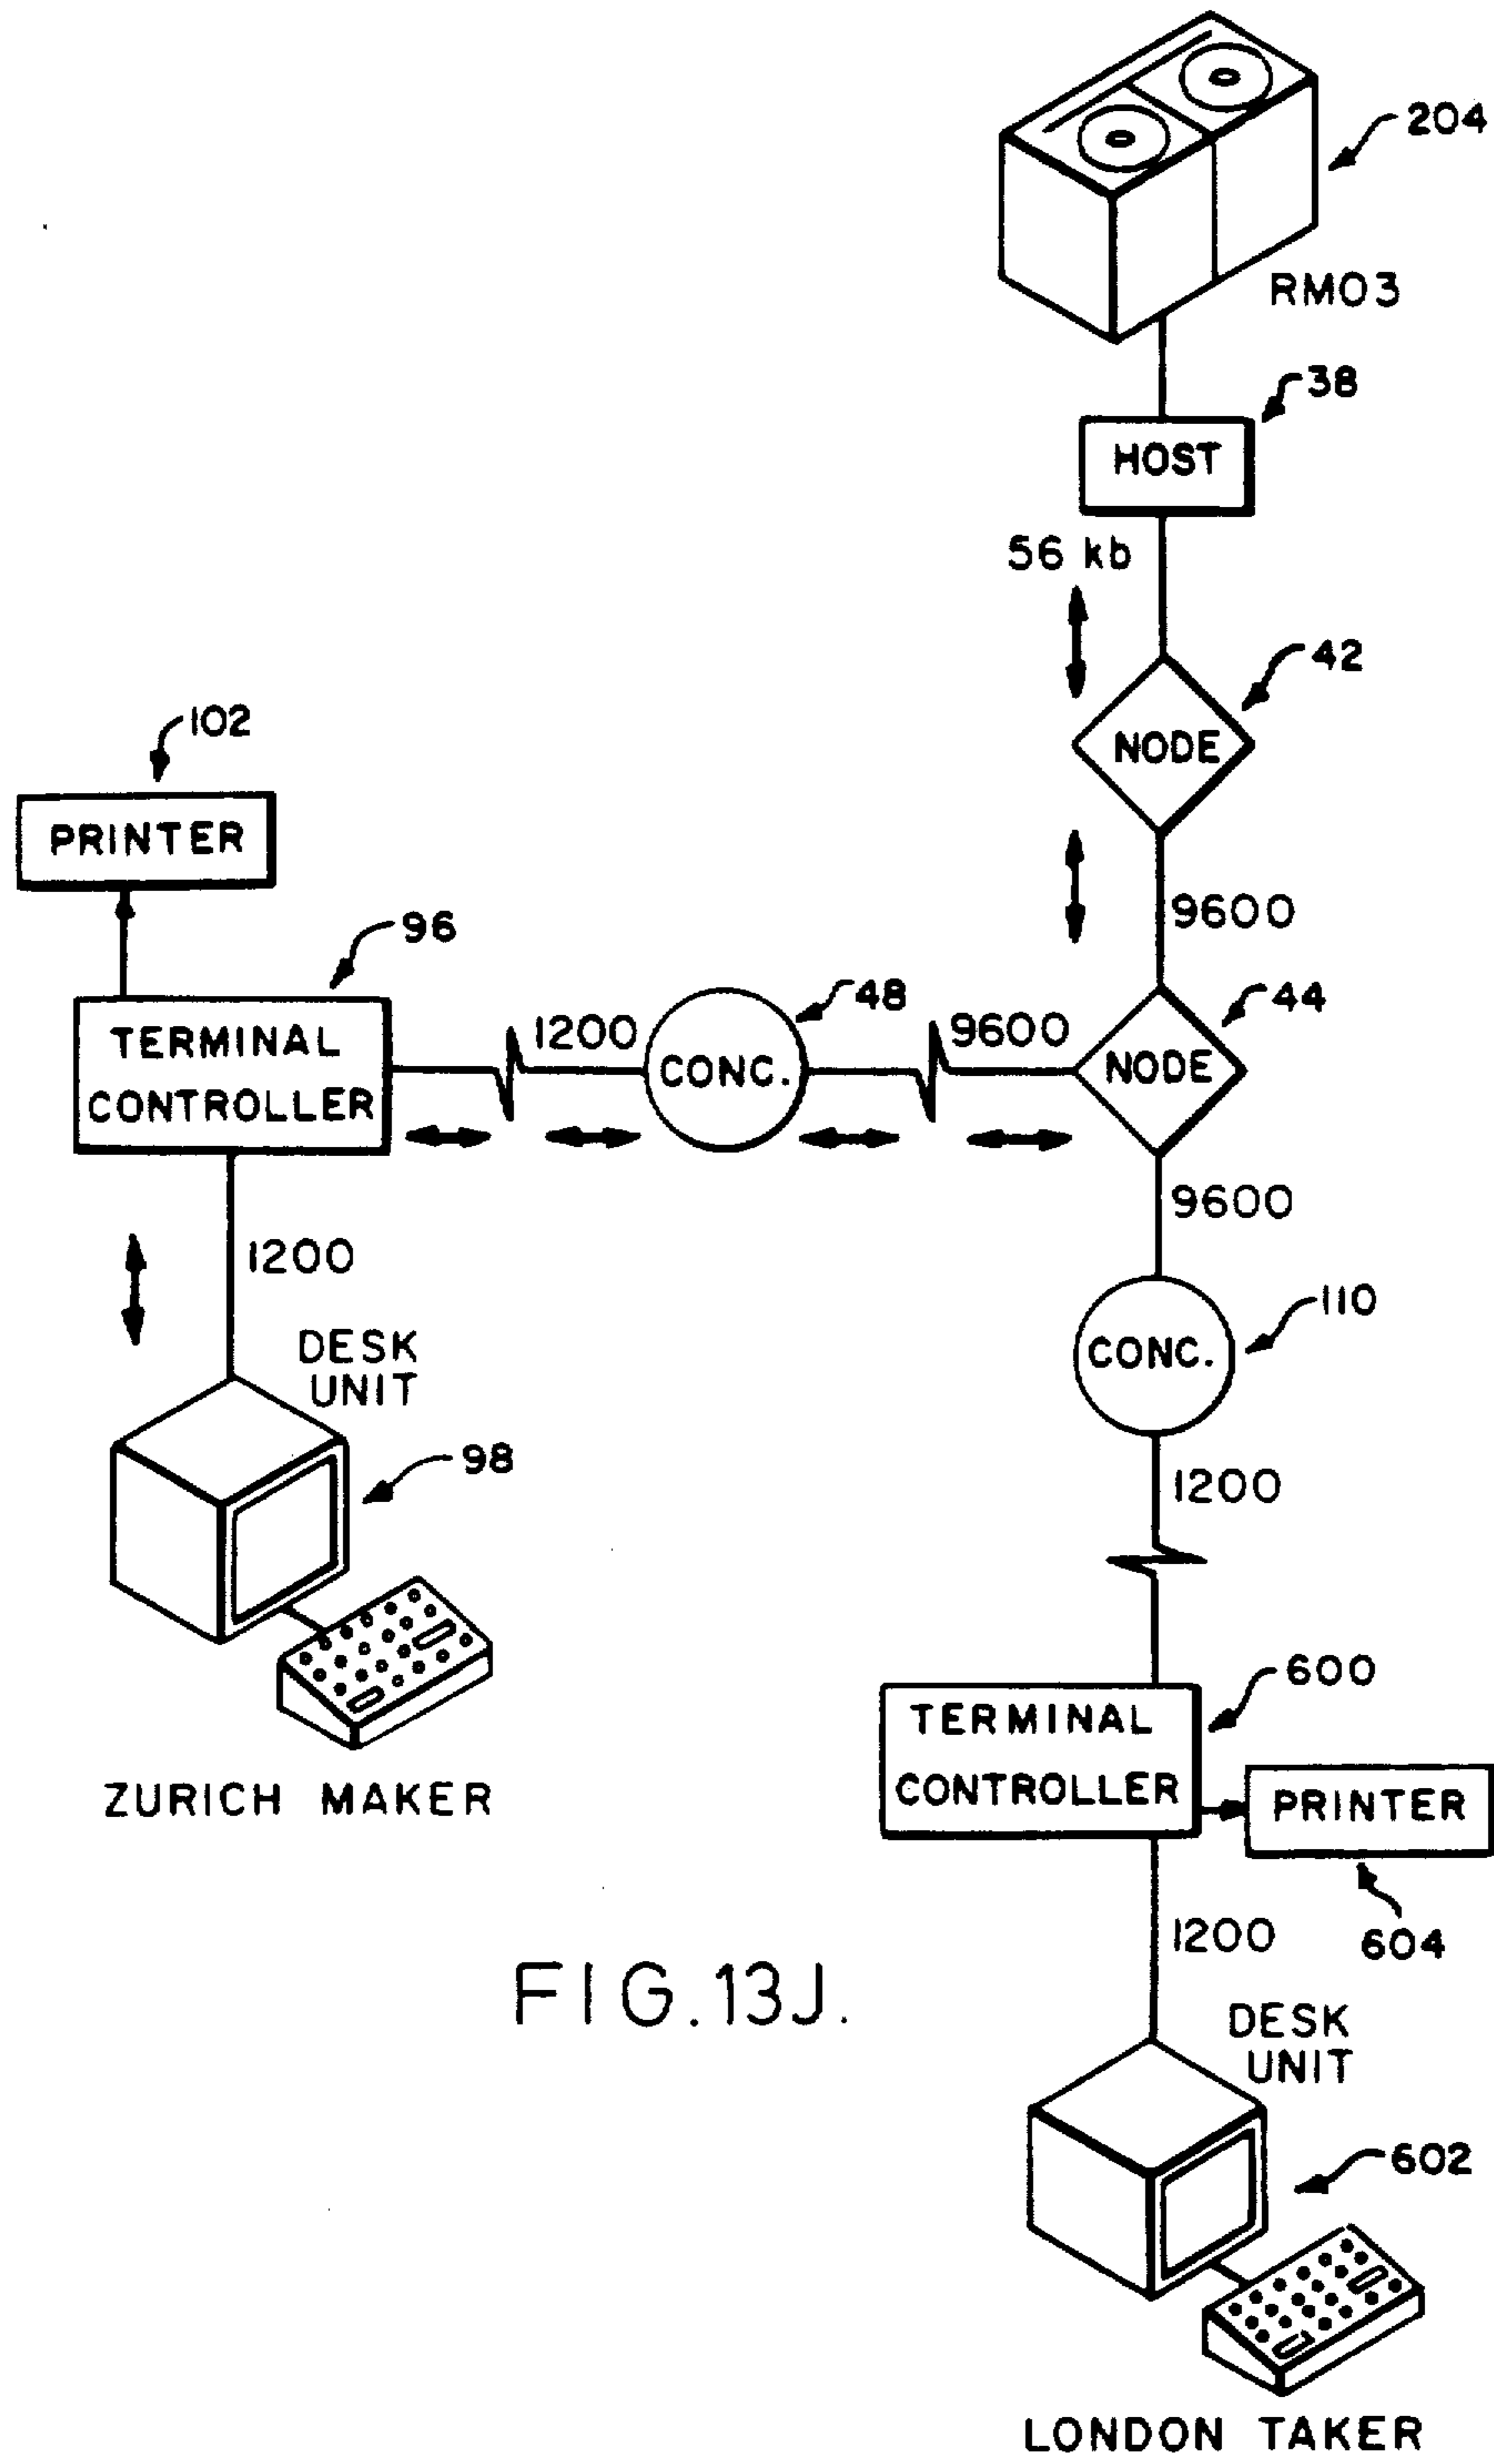 204
RM03
38
HOST
56 kb
42
NODE
102
PRINTER
9600
96
48
44
TERMINAL
CONTROLLER
1200
CONC.
9600
NODE
9600
1200
110
CONC.
DESK
UNIT
98
1200
ZURICH MAKER
600
TERMINAL
CONTROLLER
PRINTER
604
1200
FIG.13J.
DESK
UNIT
602
LONDON TAKER